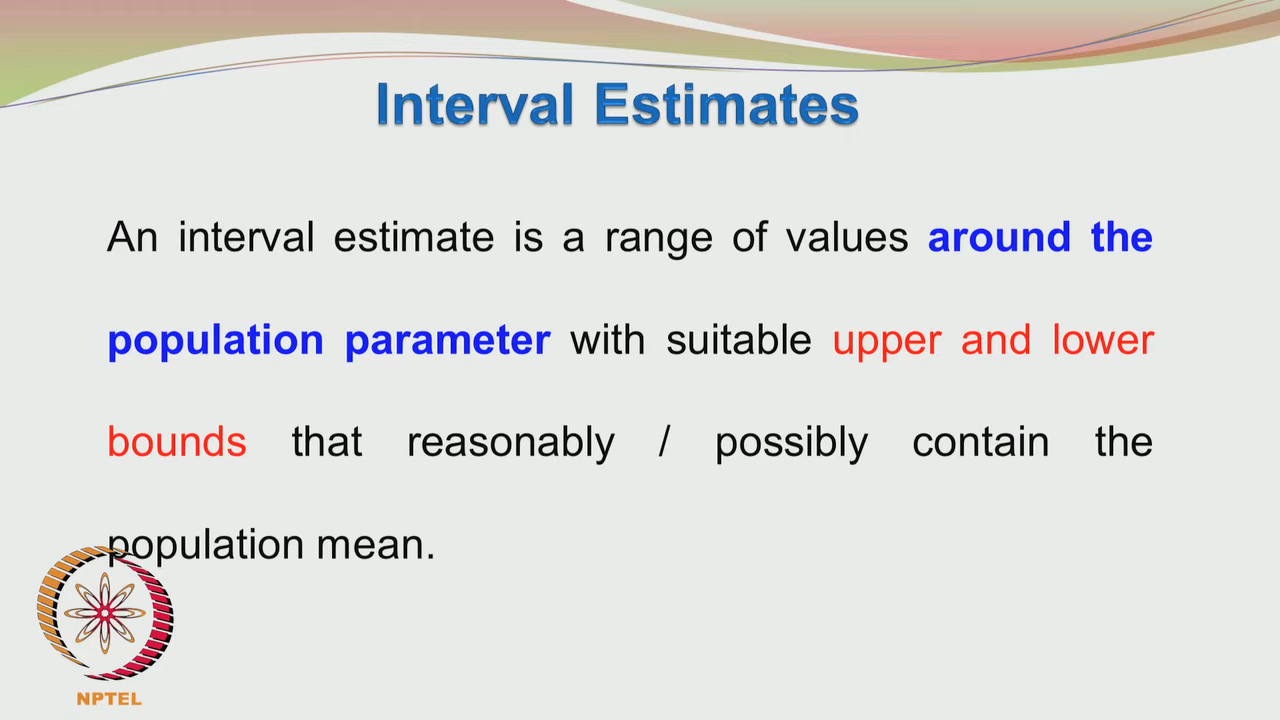 Interval Estimates
An interval estimate is a range of values around the
population parameter with suitable upper and lower
bounds that reasonably / possibly contain the
population mean.
NPTEL